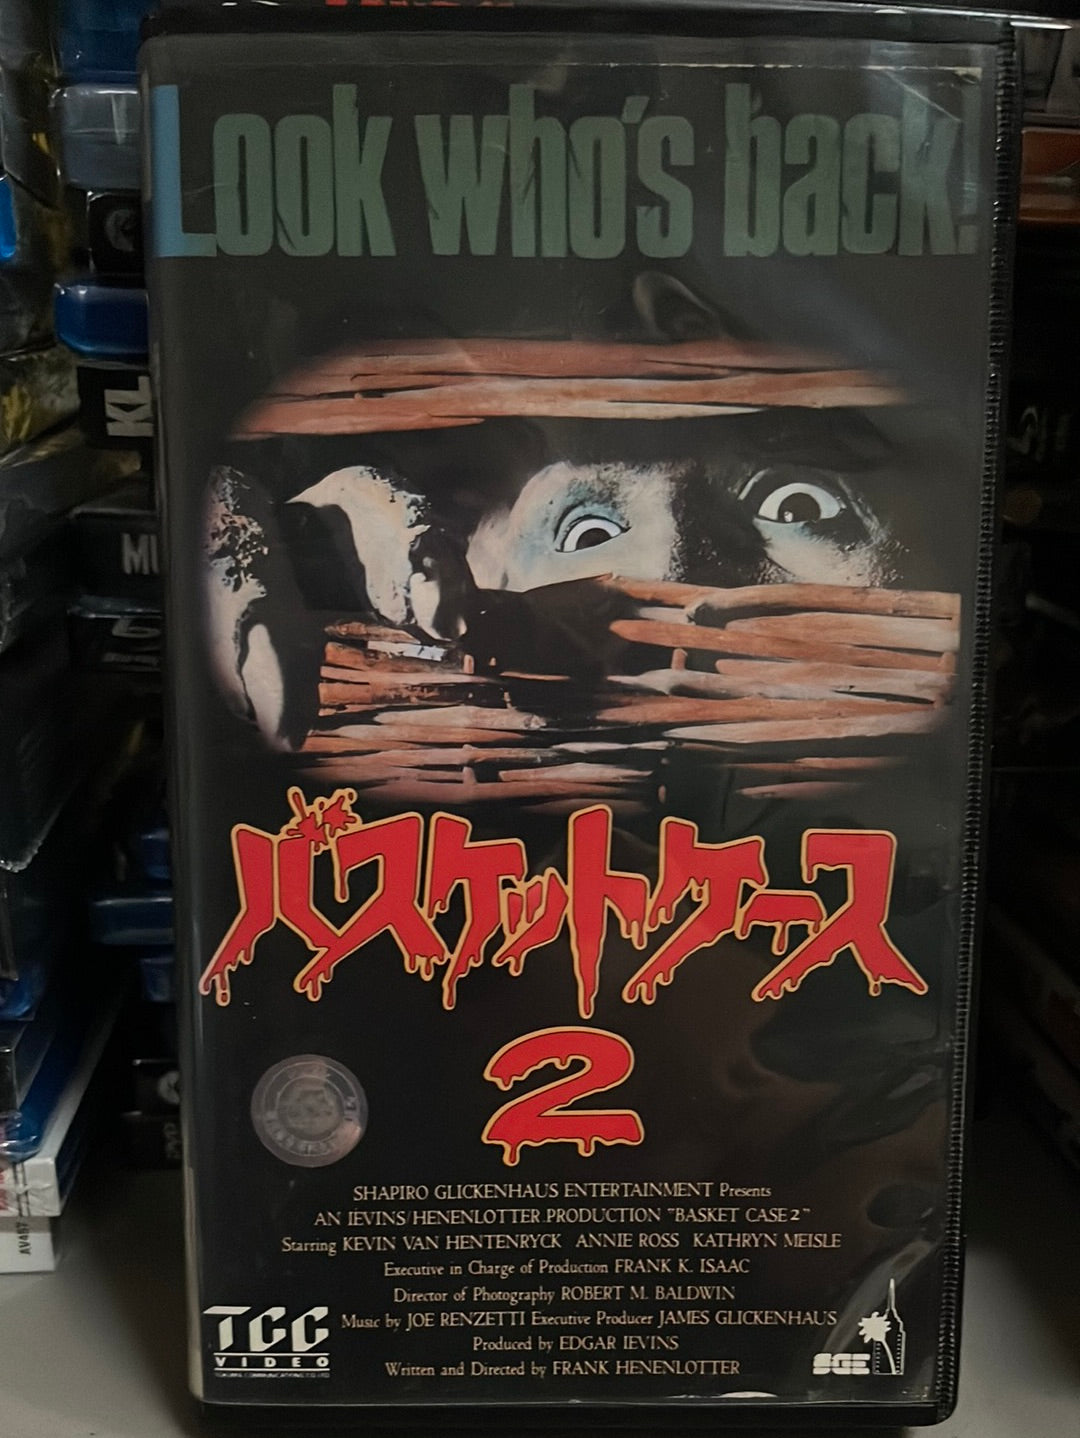 Look who's back!
バスケットケース
2
SHAPIRO GLICKENHAUS ENTERTAINMENT Presents
AN IEVINS/HENENLOTTER PRODUCTION "BASKET CASE 2"
Starring KEVIN VAN HENTENRYCK ANNIE ROSS KATHRYN MEISLE
Executive in Charge of Production FRANK K. ISAAC
Director of Photography ROBERT M. BALDWIN
Music by JOE RENZETTI Executive Producer JAMES GLICKENHAUS
Produced by EDGAR IEVINS
Written and Directed by FRANK HENENLOTTER
TCC
VIDEO
SGE
KL
MU
AV467